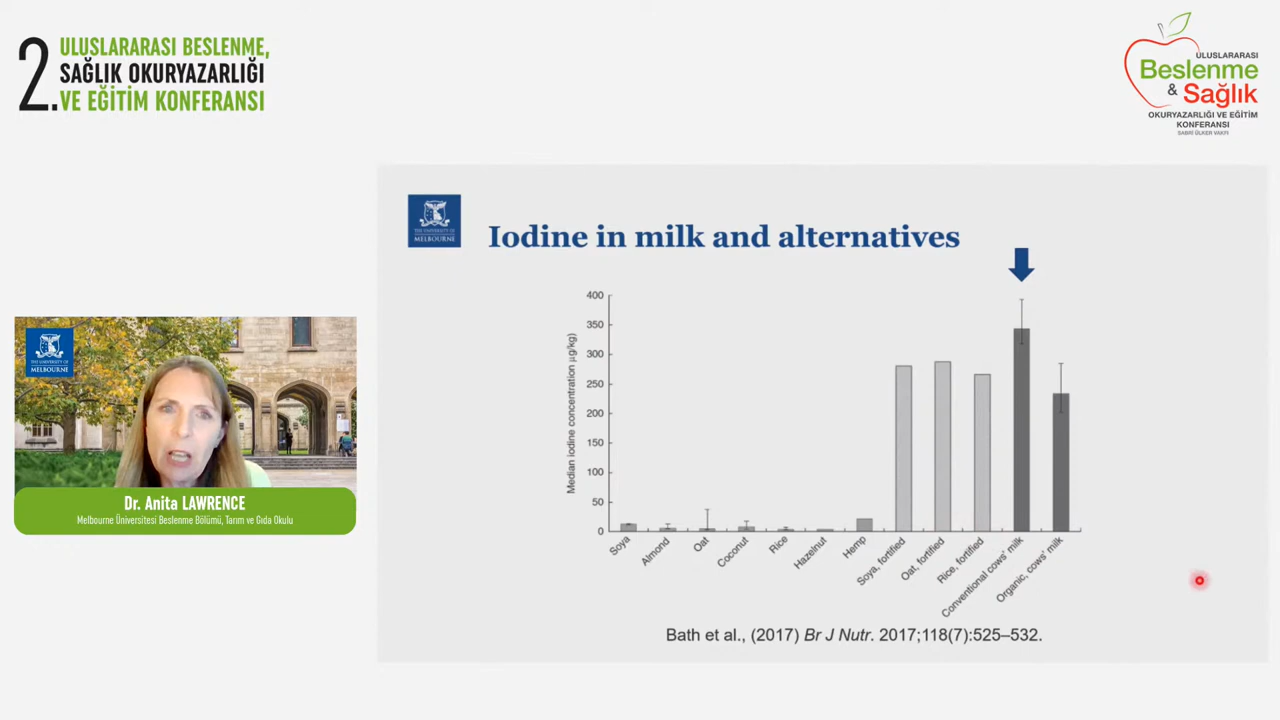 2.
ULUSLARARASI BESLENME,
SAĞLIK OKURYAZARLIĞI
VE EĞİTİM KONFERANSI
ULUSLARARASI
Beslenme
& Sağlık
OKURYAZARLIĞI VE EĞİTİM
KONFERANSI
SABRİ ÜLKER VAKFI
THE UNIVERSITY OF
MELBOURNE
Iodine in milk and alternatives
Median iodine concentration µg/kg)
400
350
300
250
200
150
100
50
0
Soya
Almond
Oat
Coconut
Rice
Hazelnut
Hemp
Soya, fortified
Oat, fortified
Rice, fortified
Conventional cows' milk
Organic, cows' milk
Bath et al., (2017) Br J Nutr. 2017;118(7):525–532.
THE UNIVERSITY OF
MELBOURNE
Dr. Anita LAWRENCE
Melbourne Üniversitesi Beslenme Bölümü, Tarım ve Gıda Okulu